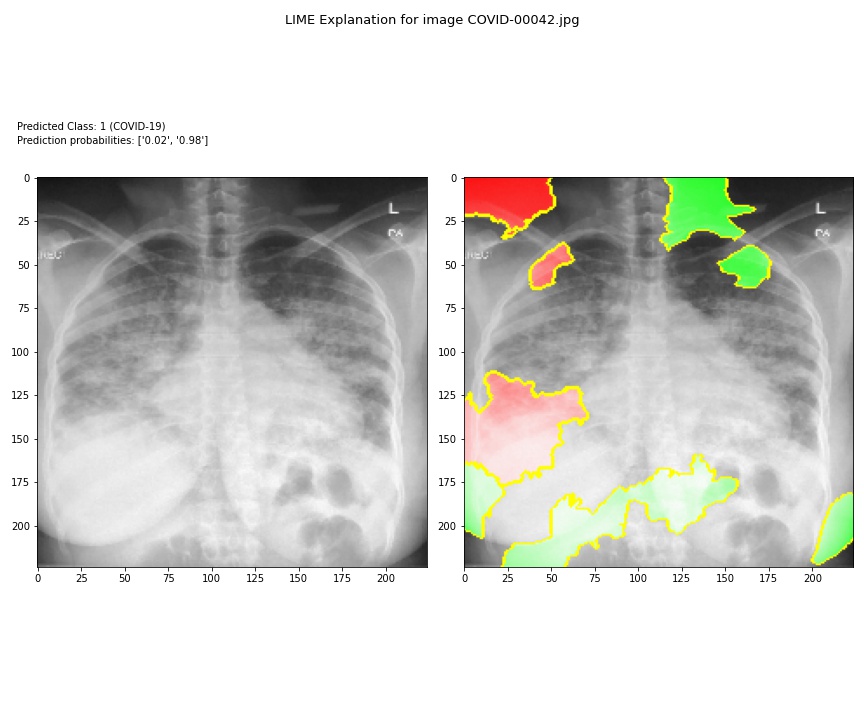 LIME Explanation for image COVID-00042.jpg
Predicted Class: 1 (COVID-19)
Prediction probabilities: ['0.02', '0.98']
0
25
50
75
100
125
150
175
200
0 25 50 75 100 125 150 175 200
L
0
25
50
75
100
125
150
175
200
0 25 50 75 100 125 150 175 200
L